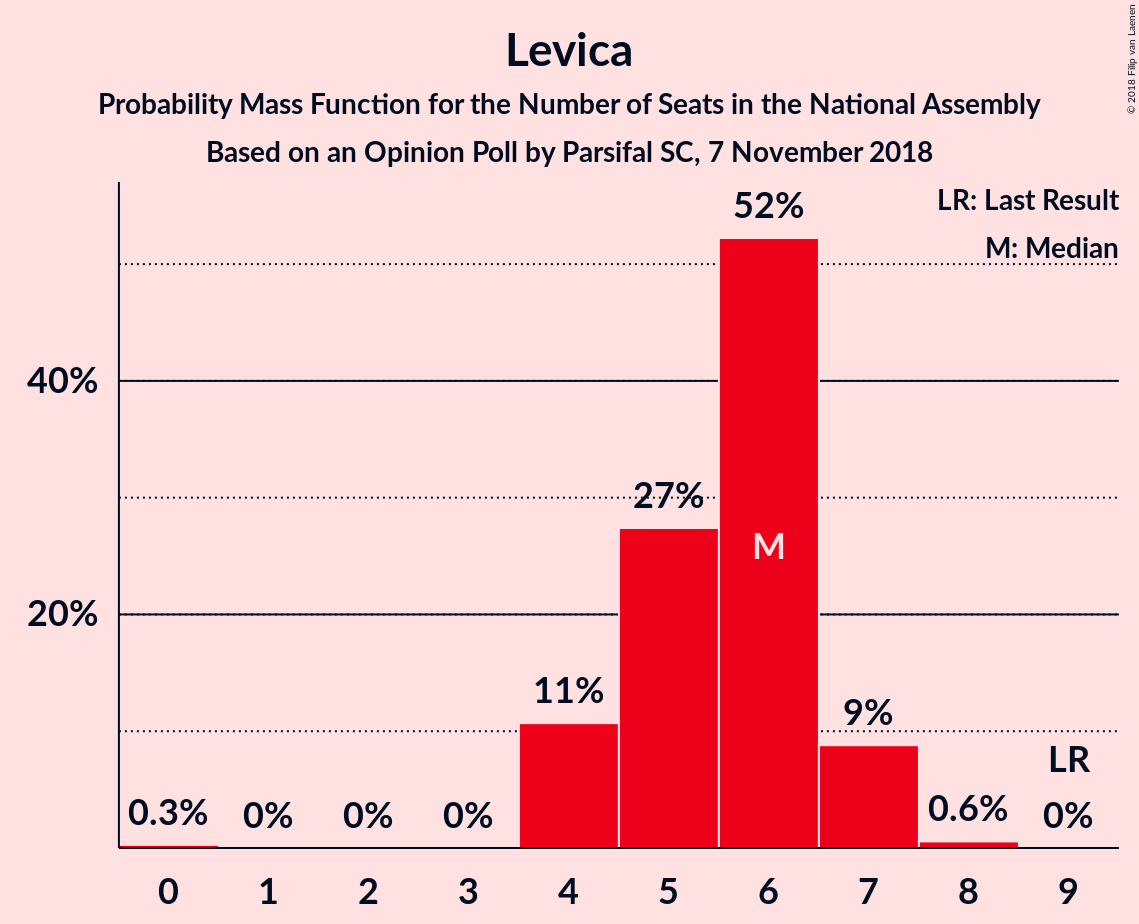 Levica
Probability Mass Function for the Number of Seats in the National Assembly
Based on an Opinion Poll by Parsifal SC, 7 November 2018
© 2018 Filip van Laenen
LR: Last Result
M: Median
52%
40%
27%
M
20%
11%
9%
LR
0.3%
0%
0%
0%
0.6%
0%
0 1 2 3 4 5 6 7 8 9